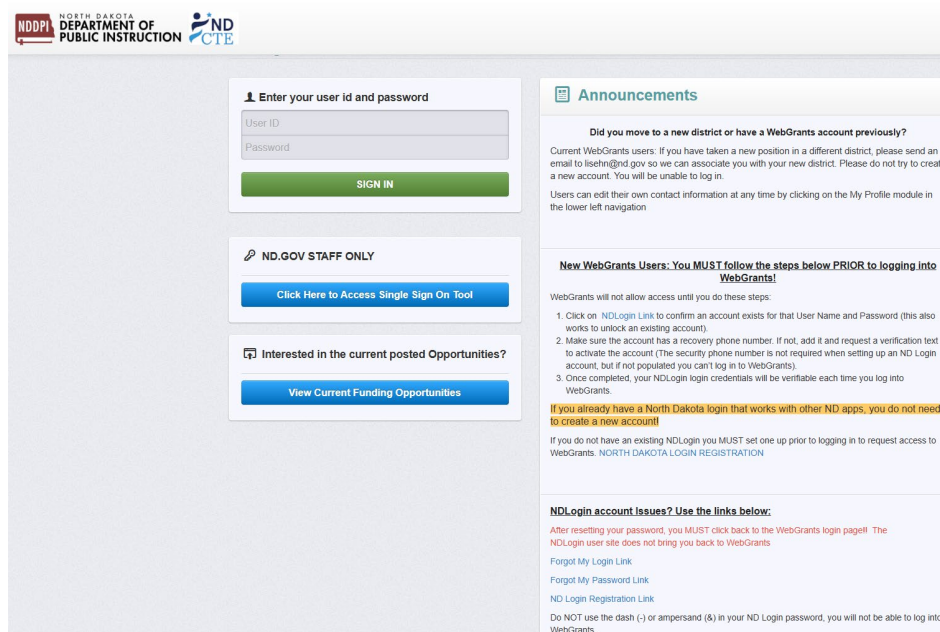 NDDPI
NORTH DAKOTA
DEPARTMENT OF
PUBLIC INSTRUCTION
ND
CTE
Enter your user id and password
User ID
Password
SIGN IN
ND.GOV STAFF ONLY
Click Here to Access Single Sign On Tool
Interested in the current posted Opportunities?
View Current Funding Opportunities
Announcements
Did you move to a new district or have a WebGrants account previously?
Current WebGrants users: If you have taken a new position in a different district, please send an
email to lisehn@nd.gov so we can associate you with your new district. Please do not try to creat
a new account. You will be unable to log in.
Users can edit their own contact information at any time by clicking on the My Profile module in
the lower left navigation
New WebGrants Users: You MUST follow the steps below PRIOR to logging into
WebGrants!
WebGrants will not allow access until you do these steps:
1. Click on NDLogin Link to confirm an account exists for that User Name and Password (this also
works to unlock an existing account).
2. Make sure the account has a recovery phone number. If not, add it and request a verification text
to activate the account (The security phone number is not required when setting up an ND Login
account, but if not populated you can't log in to WebGrants).
3. Once completed, your NDLogin login credentials will be verifiable each time you log into
WebGrants.
If you already have a North Dakota login that works with other ND apps, you do not need
to create a new account!
If you do not have an existing NDLogin you MUST set one up prior to logging in to request access to
WebGrants. NORTH DAKOTA LOGIN REGISTRATION
NDLogin account Issues? Use the links below:
After resetting your password, you MUST click back to the WebGrants login page!! The
NDLogin user site does not bring you back to WebGrants
Forgot My Login Link
Forgot My Password Link
ND Login Registration Link
Do NOT use the dash (-) or ampersand (&) in your ND Login password, you will not be able to log into
WebGrants